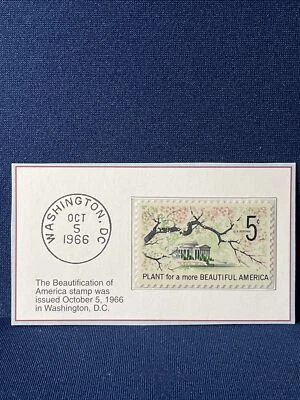 WASHINGTON, DC
OCT
5
1966
5¢
PLANT for a more BEAUTIFUL AMERICA
The Beautification of
America stamp was
issued October 5, 1966
in Washington, D.C.